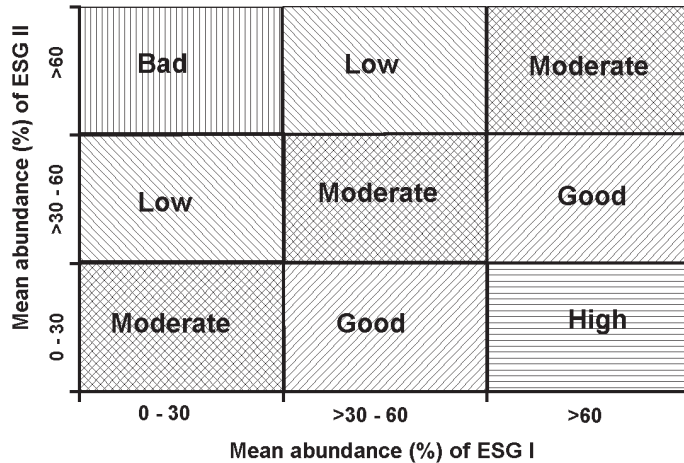 Mean abundance (%) of ESG II
>60
Bad
Low
Moderate
>30 - 60
Low
Moderate
Good
0 - 30
Moderate
Good
High
0 - 30
>30 - 60
>60
Mean abundance (%) of ESG I